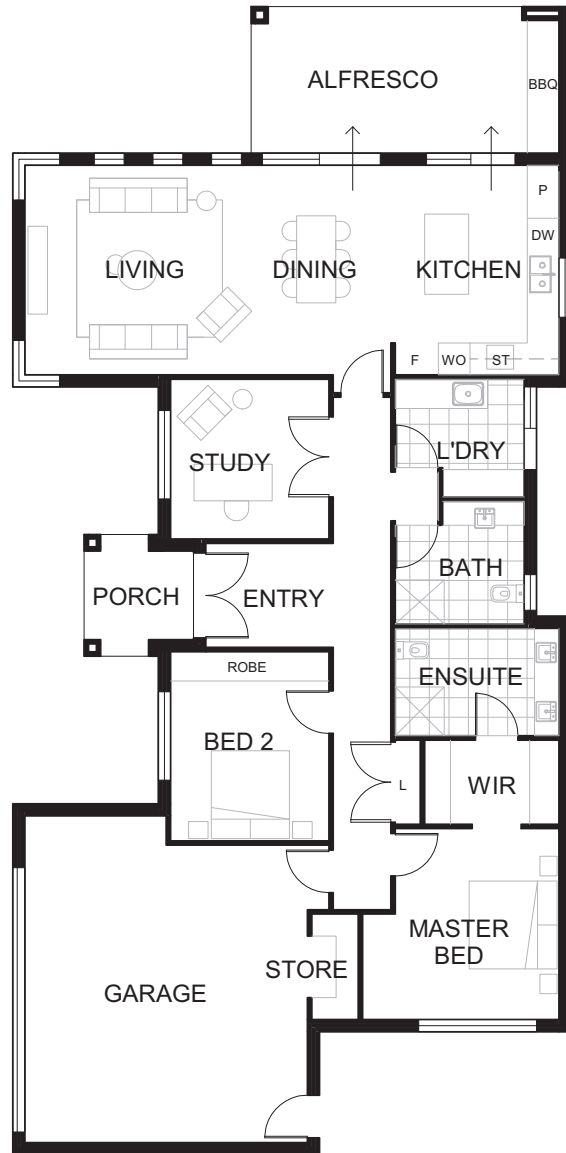 ALFRESCO
BBQ
P
DW
LIVING
DINING
KITCHEN
F
WO
ST
STUDY
L'DRY
BATH
PORCH
ENTRY
ROBE
ENSUITE
BED 2
L
WIR
MASTER
BED
STORE
GARAGE